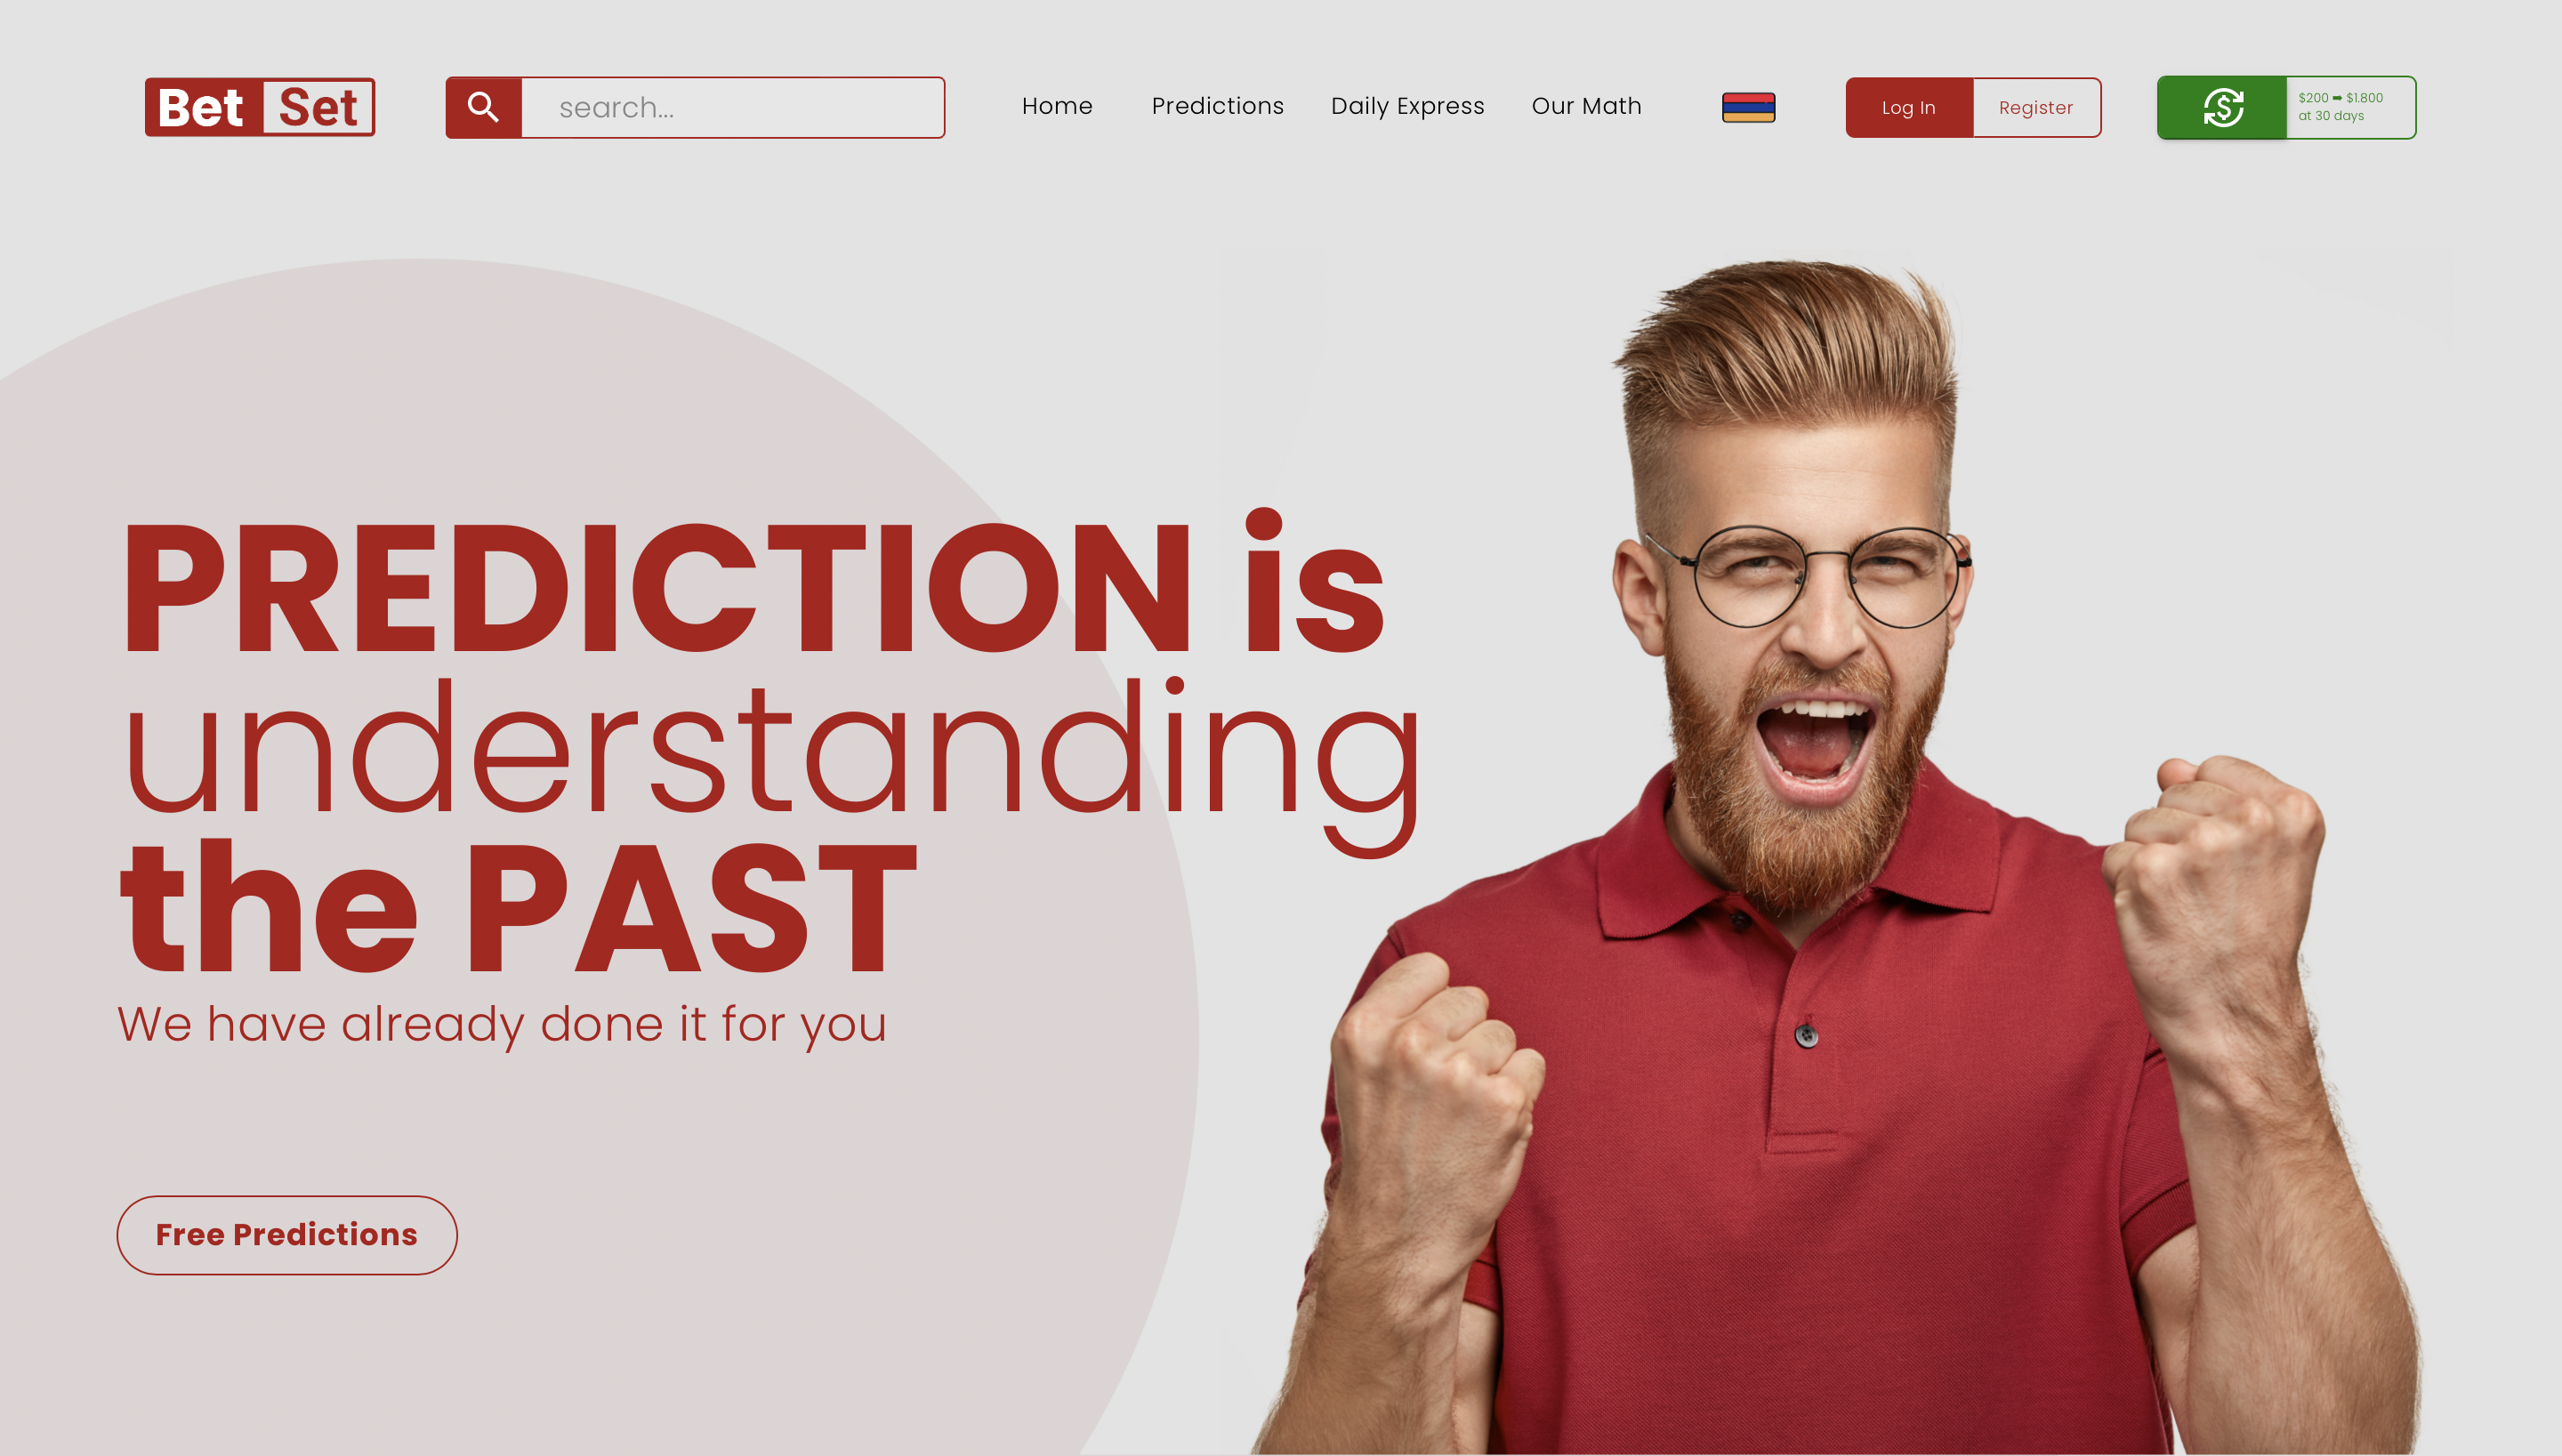 Bet Set
search...
Home Predictions Daily Express Our Math
Log In Register
$200 ➡ $1.800
at 30 days
PREDICTION is
understanding
the PAST
We have already done it for you
Free Predictions